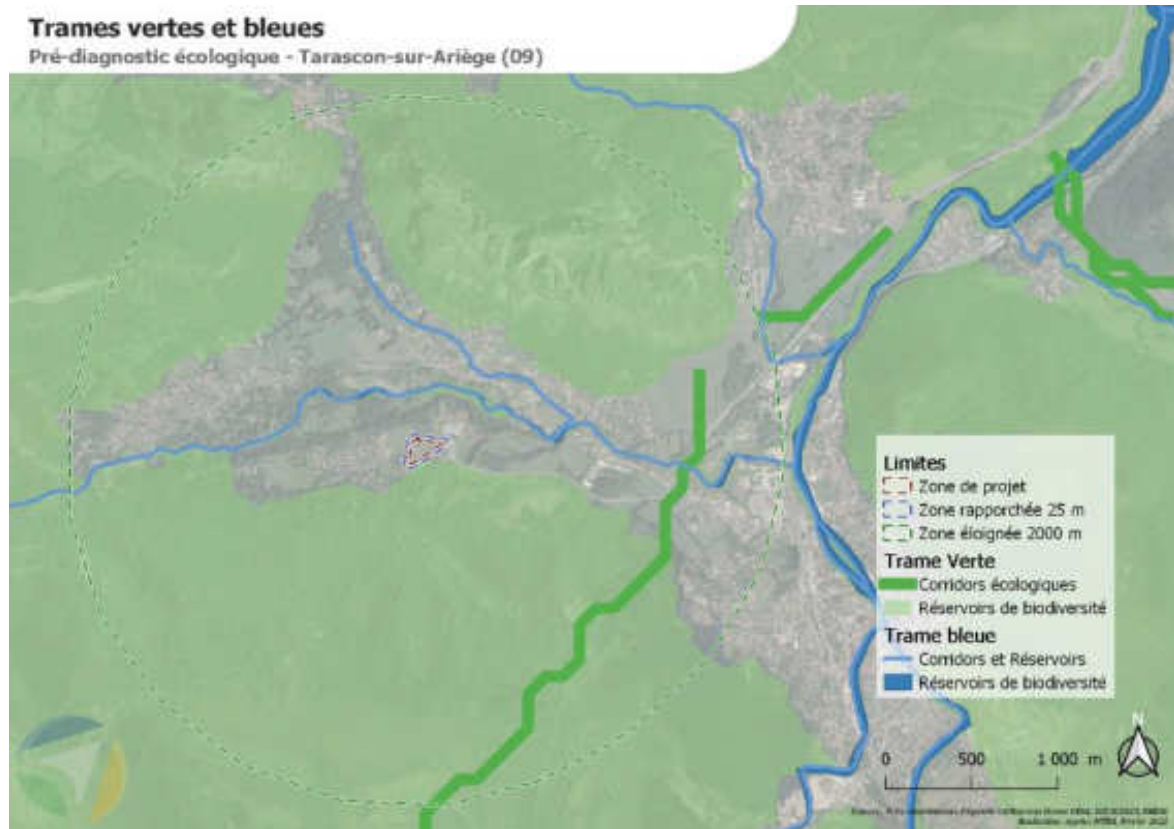 Trames vertes et bleues
Pré-diagnostic écologique - Tarascon-sur-Ariège (09)
Limites
Zone de projet
Zone rapporchée 25 m
Zone éloignée 2000 m
Trame Verte
Corridors écologiques
Réservoirs de biodiversité
Trame bleue
Corridors et Réservoirs
Réservoirs de biodiversité
N
0 500 1 000 m